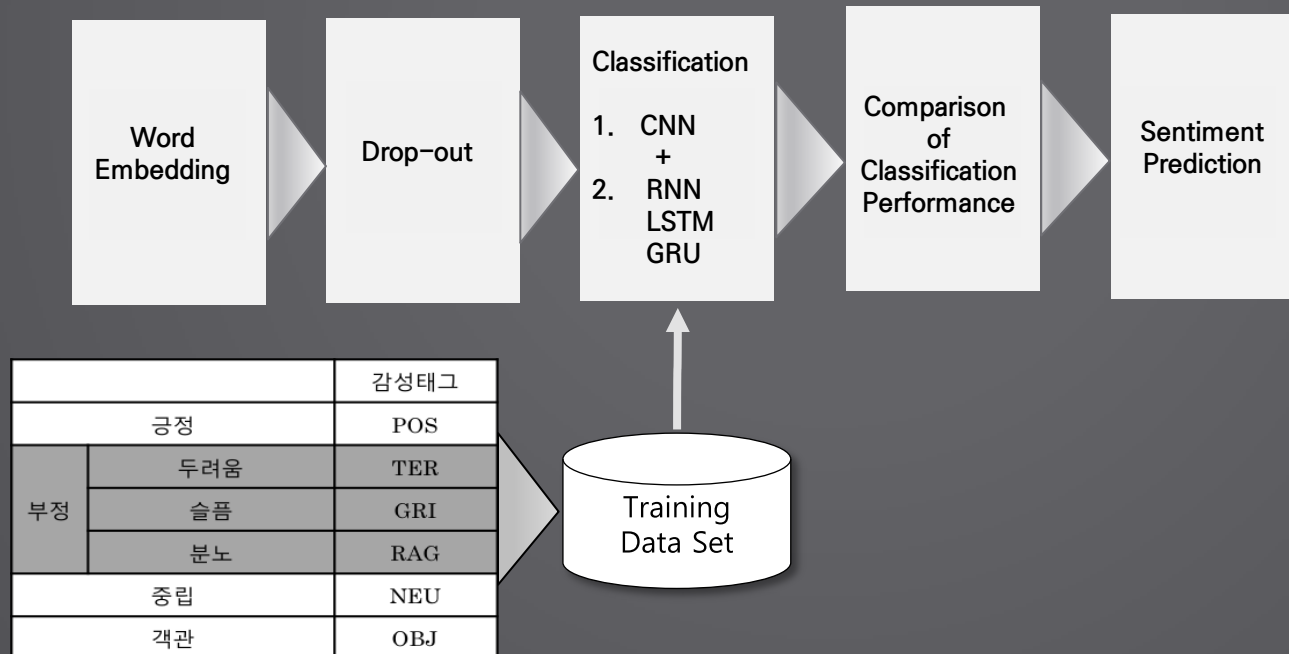 Word
Embedding
Drop-out
Classification
1. CNN
+
2. RNN
LSTM
GRU
Comparison
of
Classification
Performance
Sentiment
Prediction
감성태그
긍정 POS
부정
두려움 TER
슬픔 GRI
분노 RAG
중립 NEU
객관 OBJ
Training
Data Set